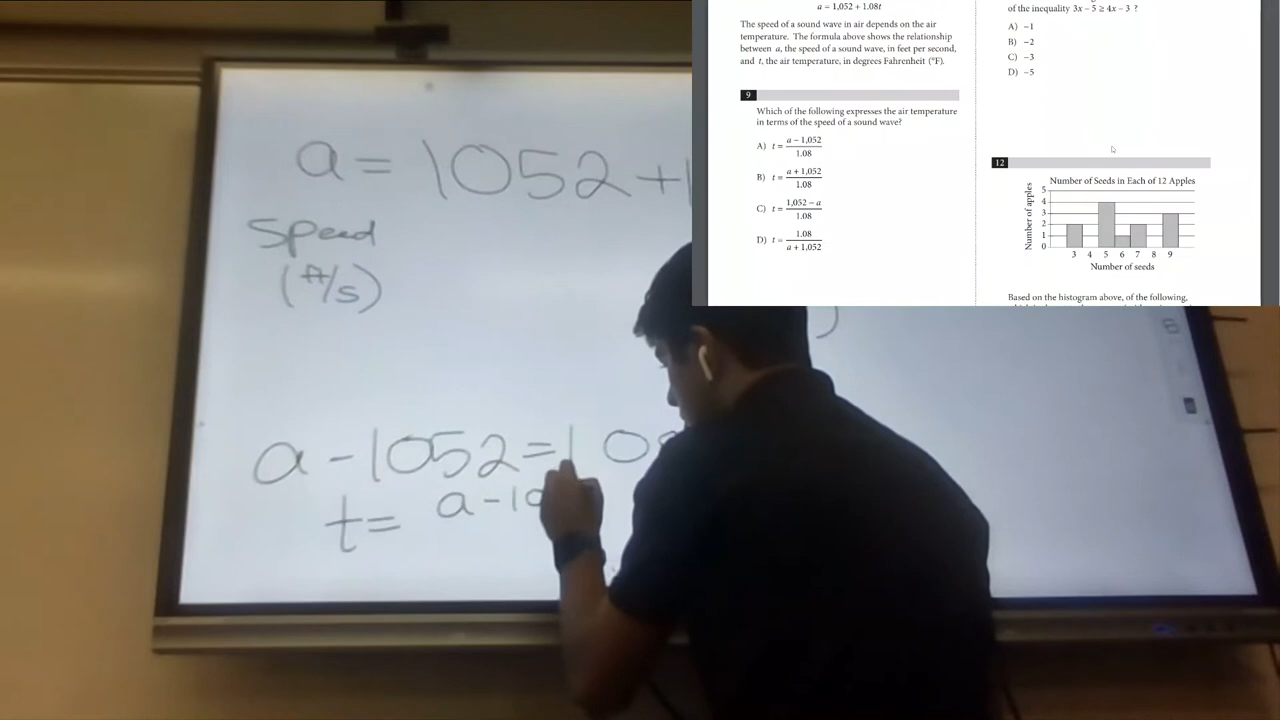 a = 1052 +
Speed
(ft/s)
a - 1052 = 1 0
t = a - 10
a = 1,052 + 1.08t
The speed of a sound wave in air depends on the air
temperature. The formula above shows the relationship
between a, the speed of a sound wave, in feet per second,
and t, the air temperature, in degrees Fahrenheit (°F).
9
Which of the following expresses the air temperature
in terms of the speed of a sound wave?
A) t = a − 1,052
1.08
B) t = a + 1,052
1.08
C) t = 1,052 − a
1.08
D) t = 1.08
a + 1,052
of the inequality 3x − 5 ≥ 4x − 3 ?
A) −1
B) −2
C) −3
D) −5
12
Number of Seeds in Each of 12 Apples
Number of apples
5
4
3
2
1
0
3 4 5 6 7 8 9
Number of seeds
Based on the histogram above, of the following,